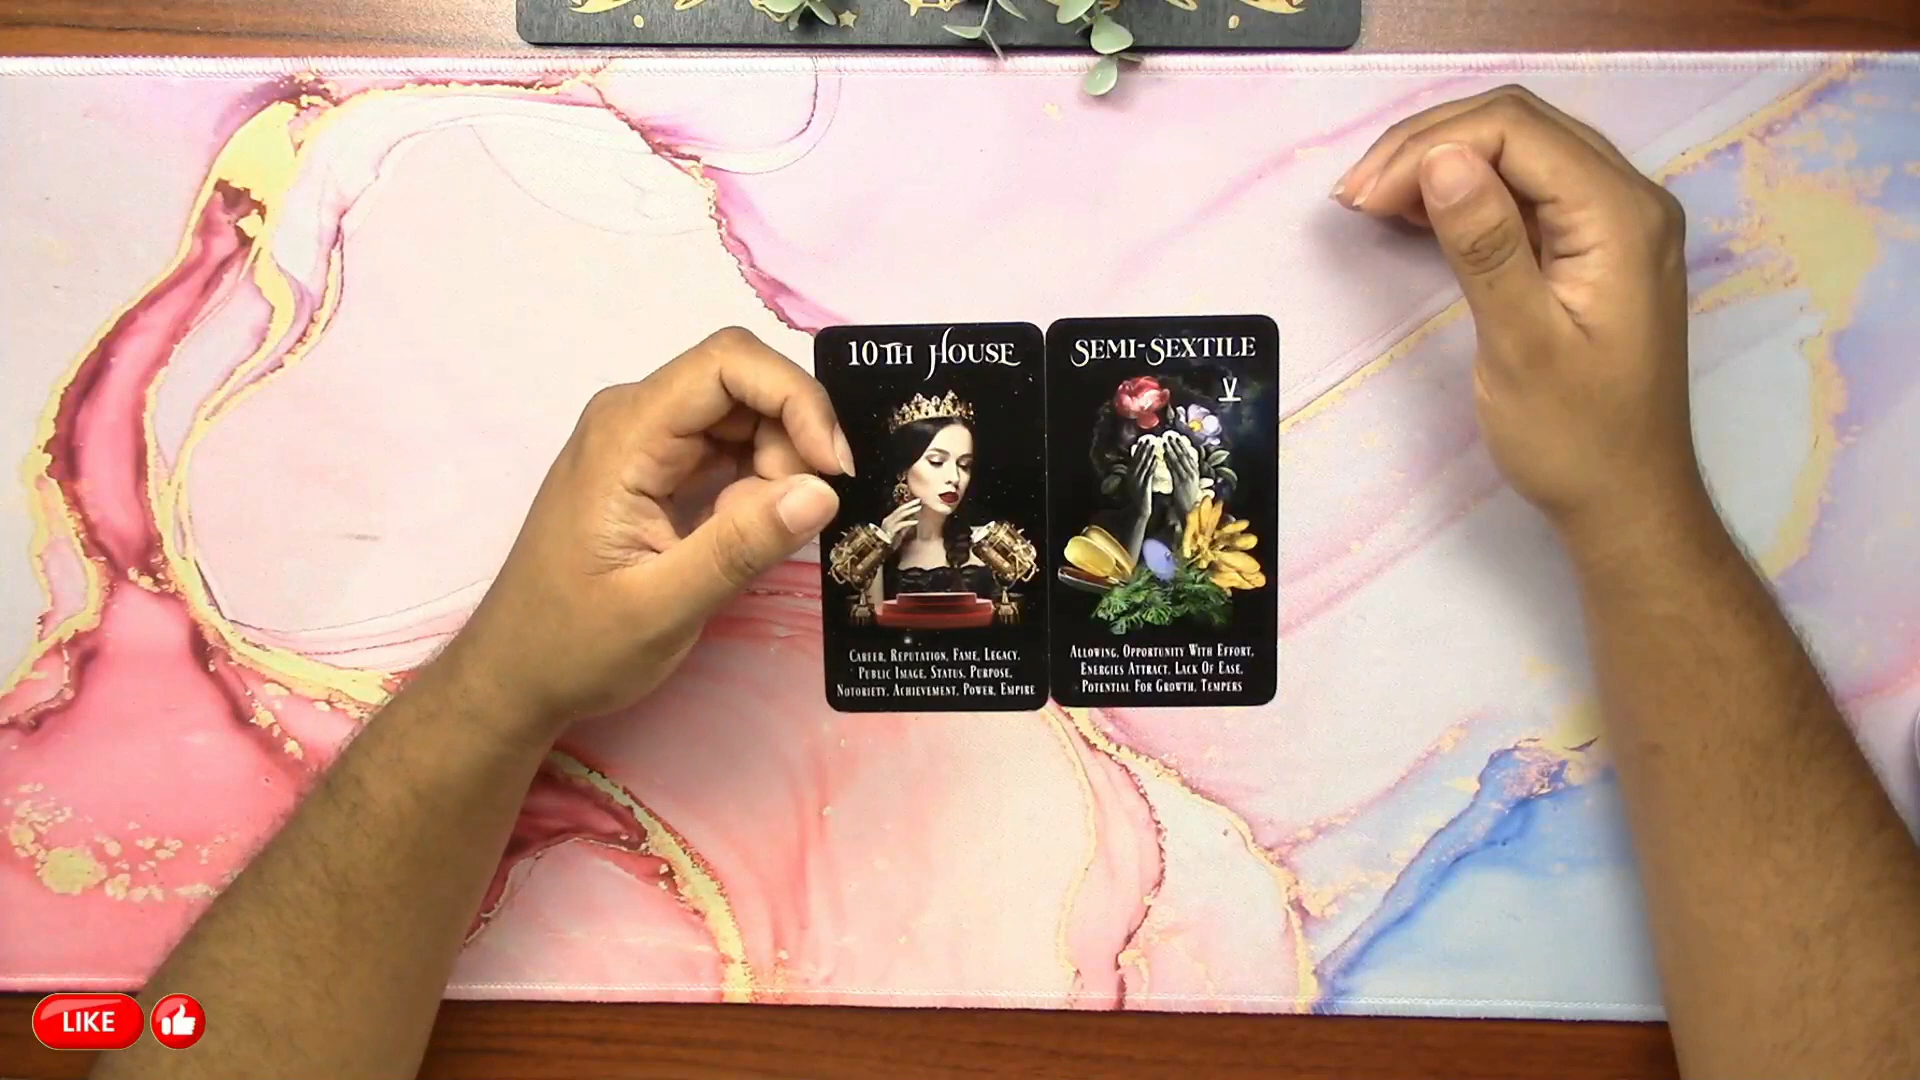 10TH HOUSE
CAREER, REPUTATION, FAME, LEGACY,
PUBLIC IMAGE, STATUS, PURPOSE,
NOTORIETY, ACHIEVEMENT, POWER, EMPIRE
SEMI-SEXTILE
ALLOWING, OPPORTUNITY WITH EFFORT,
ENERGIES ATTRACT, LACK OF EASE,
POTENTIAL FOR GROWTH, TEMPERS
LIKE